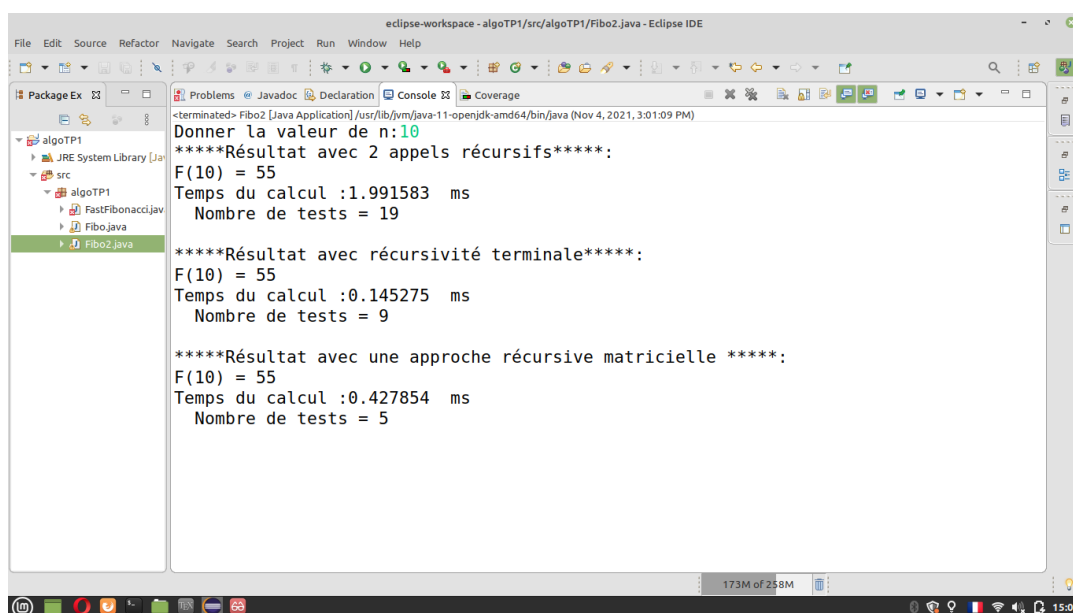 eclipse-workspace - algoTP1/src/algoTP1/Fibo2.java - Eclipse IDE
File Edit Source Refactor Navigate Search Project Run Window Help
Package Ex
Problems @ Javadoc Declaration Console Coverage
<terminated> Fibo2 [Java Application] /usr/lib/jvm/java-11-openjdk-amd64/bin/java (Nov 4, 2021, 3:01:09 PM)
algoTP1
JRE System Library [Ja
src
algoTP1
FastFibonacci.jav
Fibo.java
Fibo2.java
Donner la valeur de n:10
*****Résultat avec 2 appels récursifs*****:
F(10) = 55
Temps du calcul :1.991583  ms
  Nombre de tests = 19
*****Résultat avec récursivité terminale*****:
F(10) = 55
Temps du calcul :0.145275  ms
  Nombre de tests = 9
*****Résultat avec une approche récursive matricielle *****:
F(10) = 55
Temps du calcul :0.427854  ms
  Nombre de tests = 5
173M of 258M
15:0